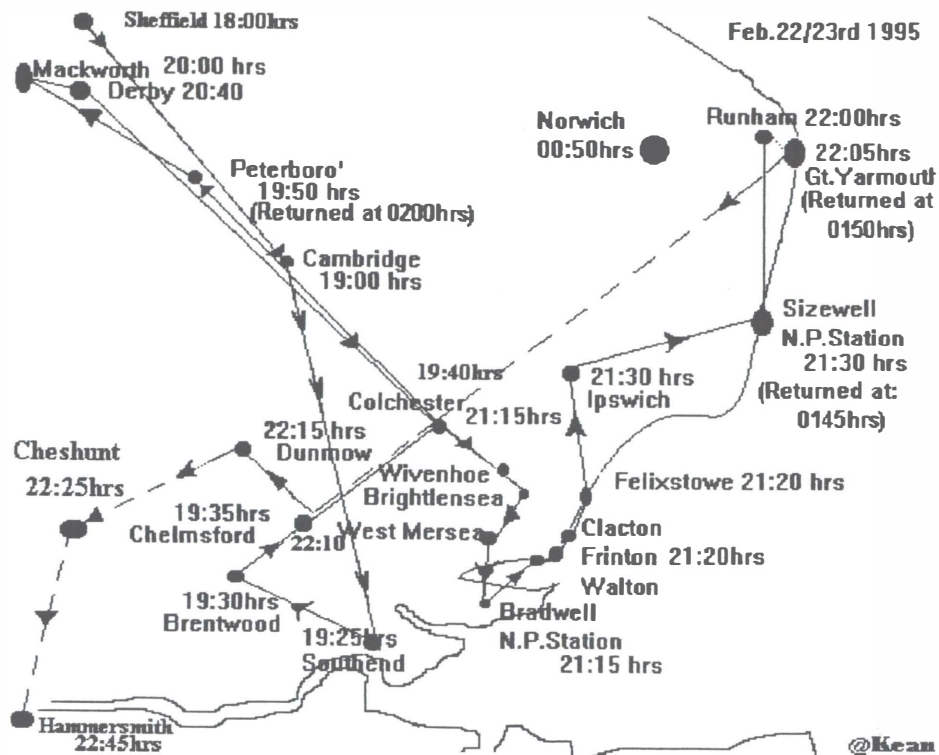 Sheffield 18:00hrs
Feb.22/23rd 1995
Mackworth 20:00 hrs
Derby 20:40
Norwich
00:50hrs
Runham 22:00hrs
22:05hrs
Gt.Yarmouth
(Returned at
0150hrs)
Peterboro'
19:50 hrs
(Returned at 0200hrs)
Cambridge
19:00 hrs
Sizewell
N.P.Station
21:30 hrs
(Returned at:
0145hrs)
19:40hrs
Colchester
21:15hrs
21:30 hrs
Ipswich
22:15 hrs
Dunmow
Cheshunt
22:25hrs
Wivenhoe
Brightlensea
Felixstowe 21:20 hrs
19:35hrs
Chelmsford
22:10
West Mersea
Clacton
Frinton 21:20hrs
Walton
19:30hrs
Brentwood
19:25hrs
Southend
Bradwell
N.P.Station
21:15 hrs
Hammersmith
22:45hrs
@Kean